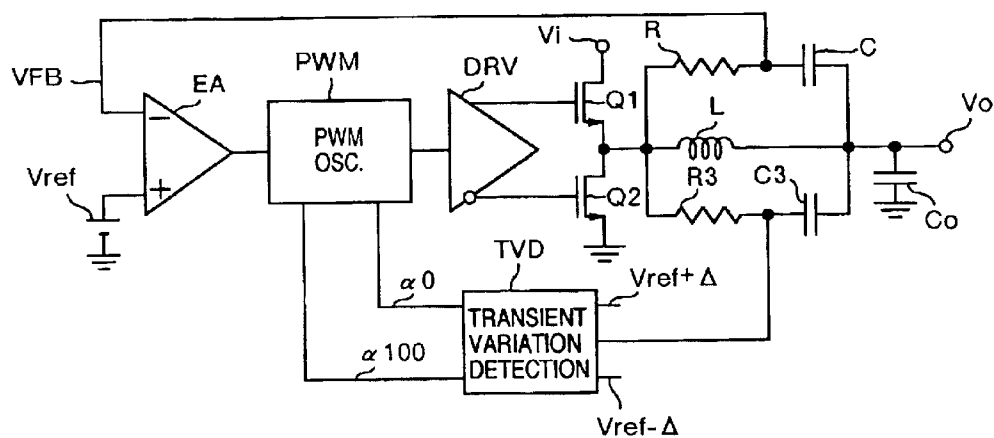 Vi
R
C
VFB
EA
PWM
DRV
Q1
L
Vo
−
PWM
OSC.
Vref
+
Q2
R3
C3
Co
TVD
α0
Vref+Δ
TRANSIENT
VARIATION
DETECTION
α100
Vref-Δ